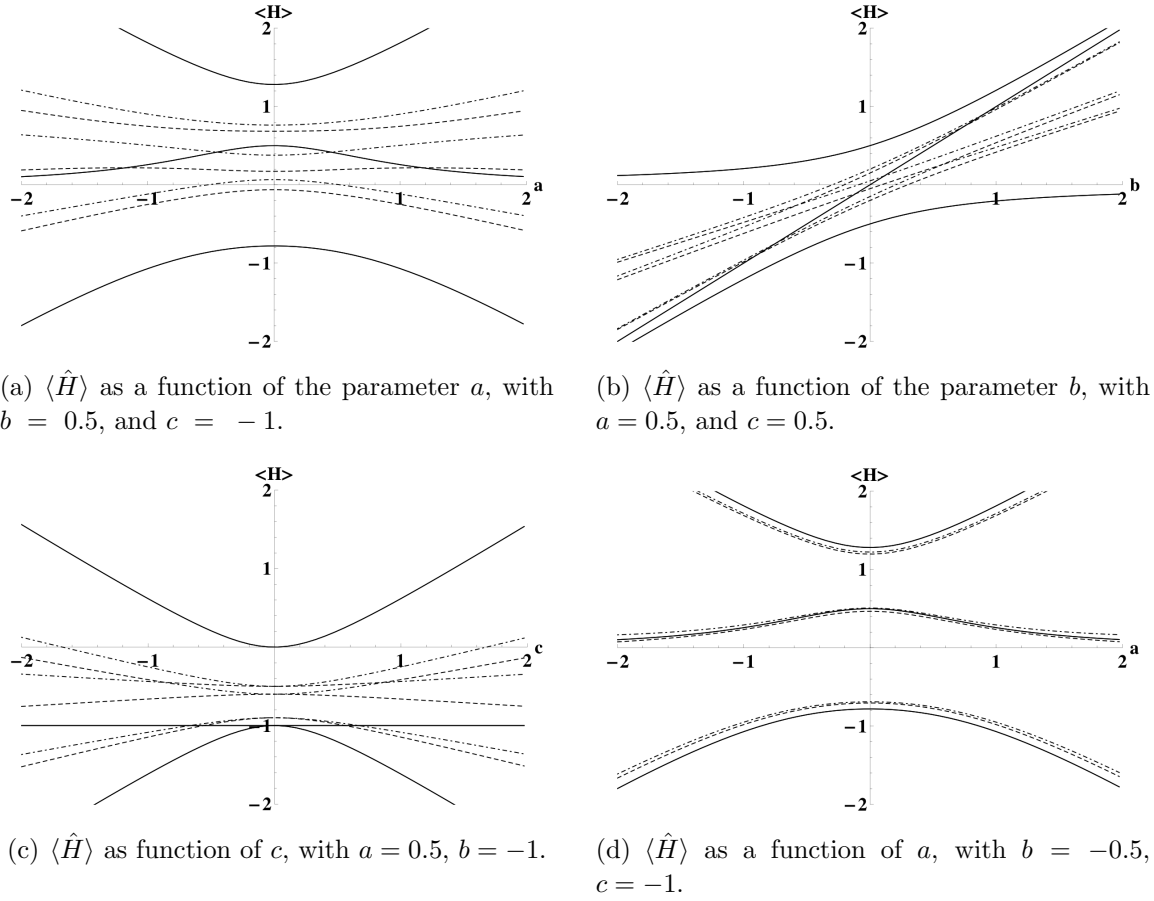 <H>
2
1
−2
−1
1
2
a
−1
−2
(a) ⟨Ĥ⟩ as a function of the parameter a, with
b = 0.5, and c = − 1.
<H>
2
1
−2
−1
1
2
b
−1
−2
(b) ⟨Ĥ⟩ as a function of the parameter b, with
a = 0.5, and c = 0.5.
<H>
2
1
−2
−1
1
2
c
−1
−2
(c) ⟨Ĥ⟩ as function of c, with a = 0.5, b = −1.
<H>
2
1
−2
−1
1
2
a
−1
−2
(d) ⟨Ĥ⟩ as a function of a, with b = −0.5,
c = −1.